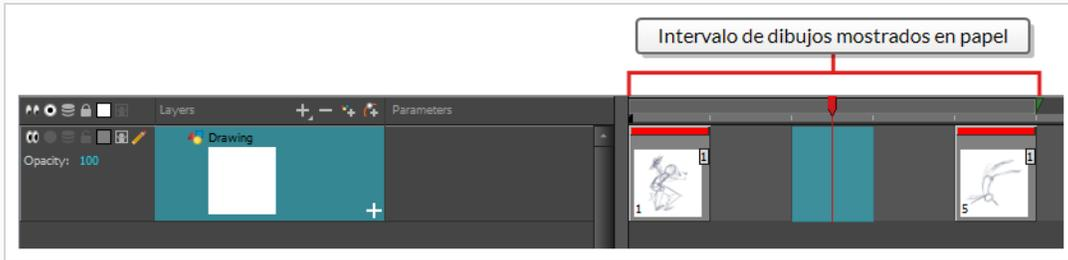 Intervalo de dibujos mostrados en papel
Layers
Parameters
Drawing
Opacity: 100
1
1
1
5